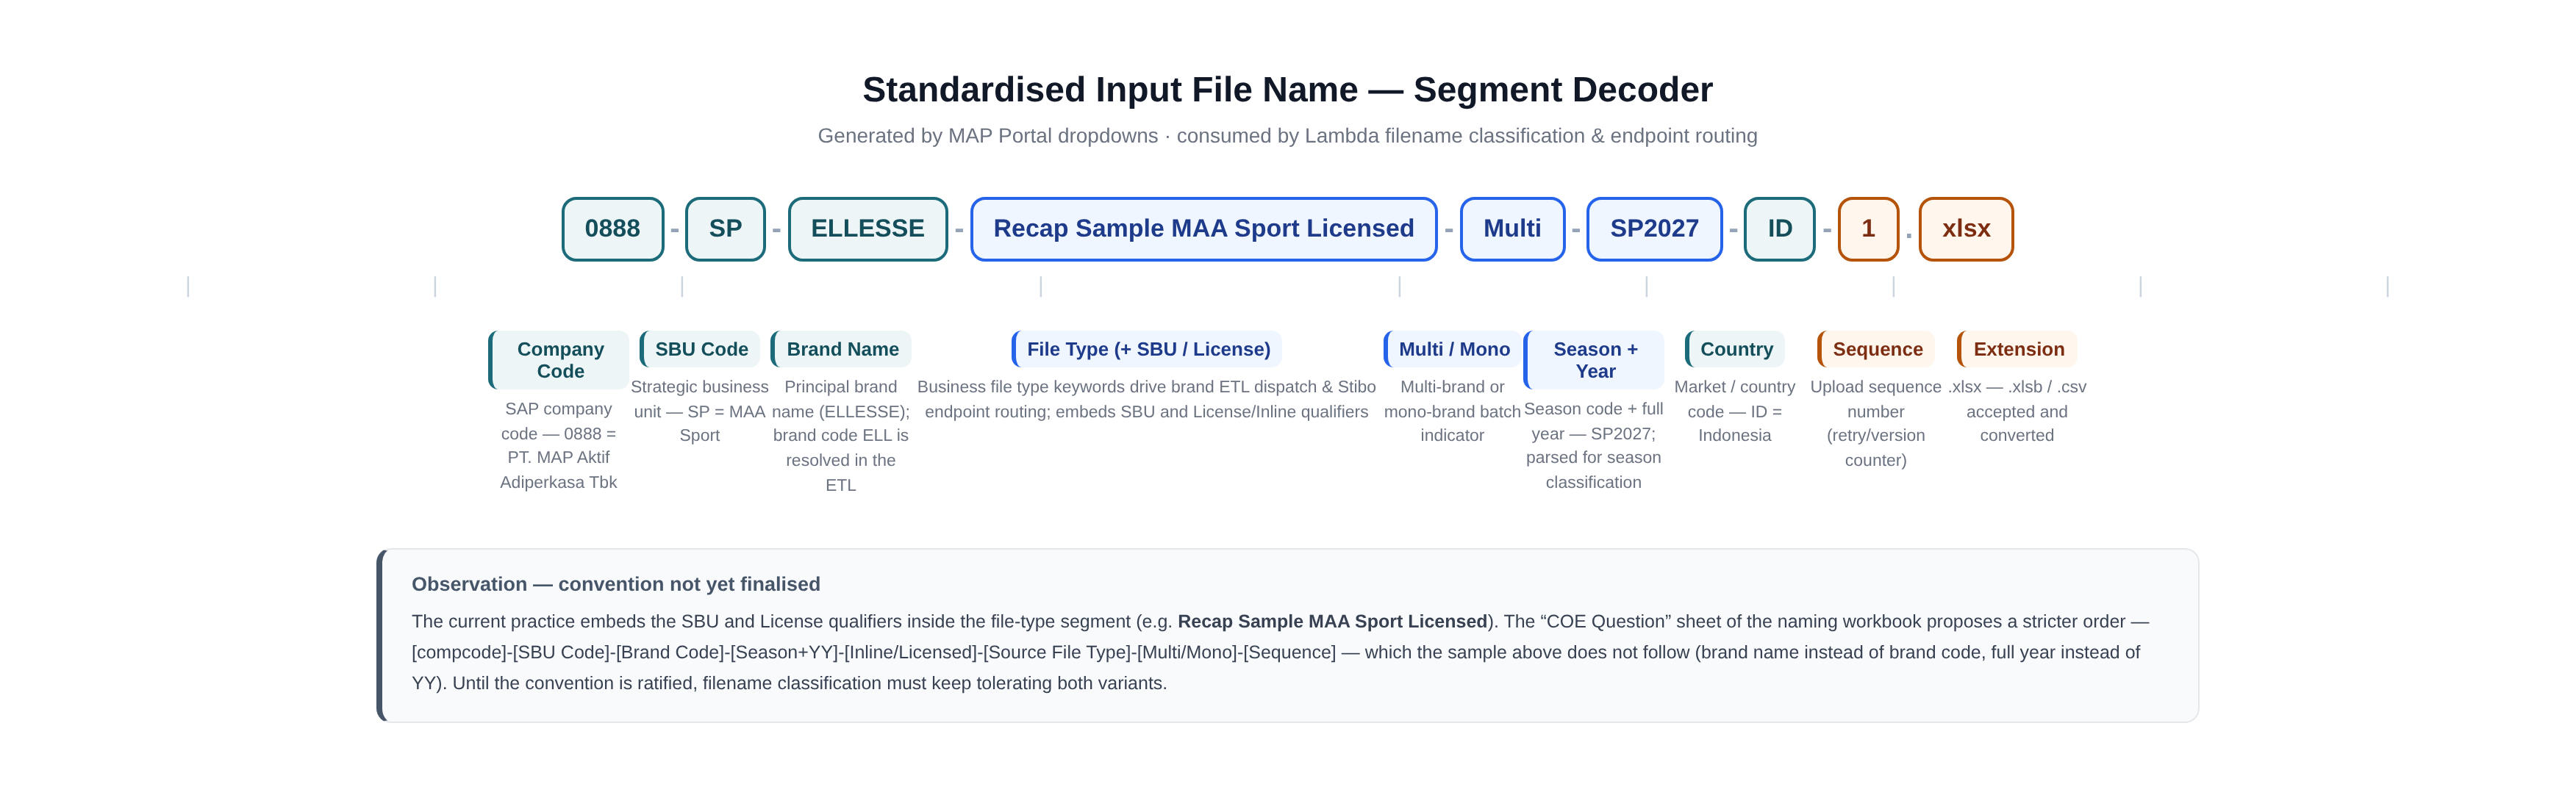 Standardised Input File Name — Segment Decoder
Generated by MAP Portal dropdowns · consumed by Lambda filename classification & endpoint routing
0888 - SP - ELLESSE - Recap Sample MAA Sport Licensed - Multi - SP2027 - ID - 1 . xlsx
Company
Code
SAP company
code — 0888 =
PT. MAP Aktif
Adiperkasa Tbk
SBU Code
Strategic business
unit — SP = MAA
Sport
Brand Name
Principal brand
name (ELLESSE);
brand code ELL is
resolved in the
ETL
File Type (+ SBU / License)
Business file type keywords drive brand ETL dispatch & Stibo
endpoint routing; embeds SBU and License/Inline qualifiers
Multi / Mono
Multi-brand or
mono-brand batch
indicator
Season +
Year
Season code + full
year — SP2027;
parsed for season
classification
Country
Market / country
code — ID =
Indonesia
Sequence
Upload sequence
number
(retry/version
counter)
Extension
.xlsx — .xlsb / .csv
accepted and
converted
Observation — convention not yet finalised
The current practice embeds the SBU and License qualifiers inside the file-type segment (e.g. Recap Sample MAA Sport Licensed). The “COE Question” sheet of the naming workbook proposes a stricter order —
[compcode]-[SBU Code]-[Brand Code]-[Season+YY]-[Inline/Licensed]-[Source File Type]-[Multi/Mono]-[Sequence] — which the sample above does not follow (brand name instead of brand code, full year instead of
YY). Until the convention is ratified, filename classification must keep tolerating both variants.